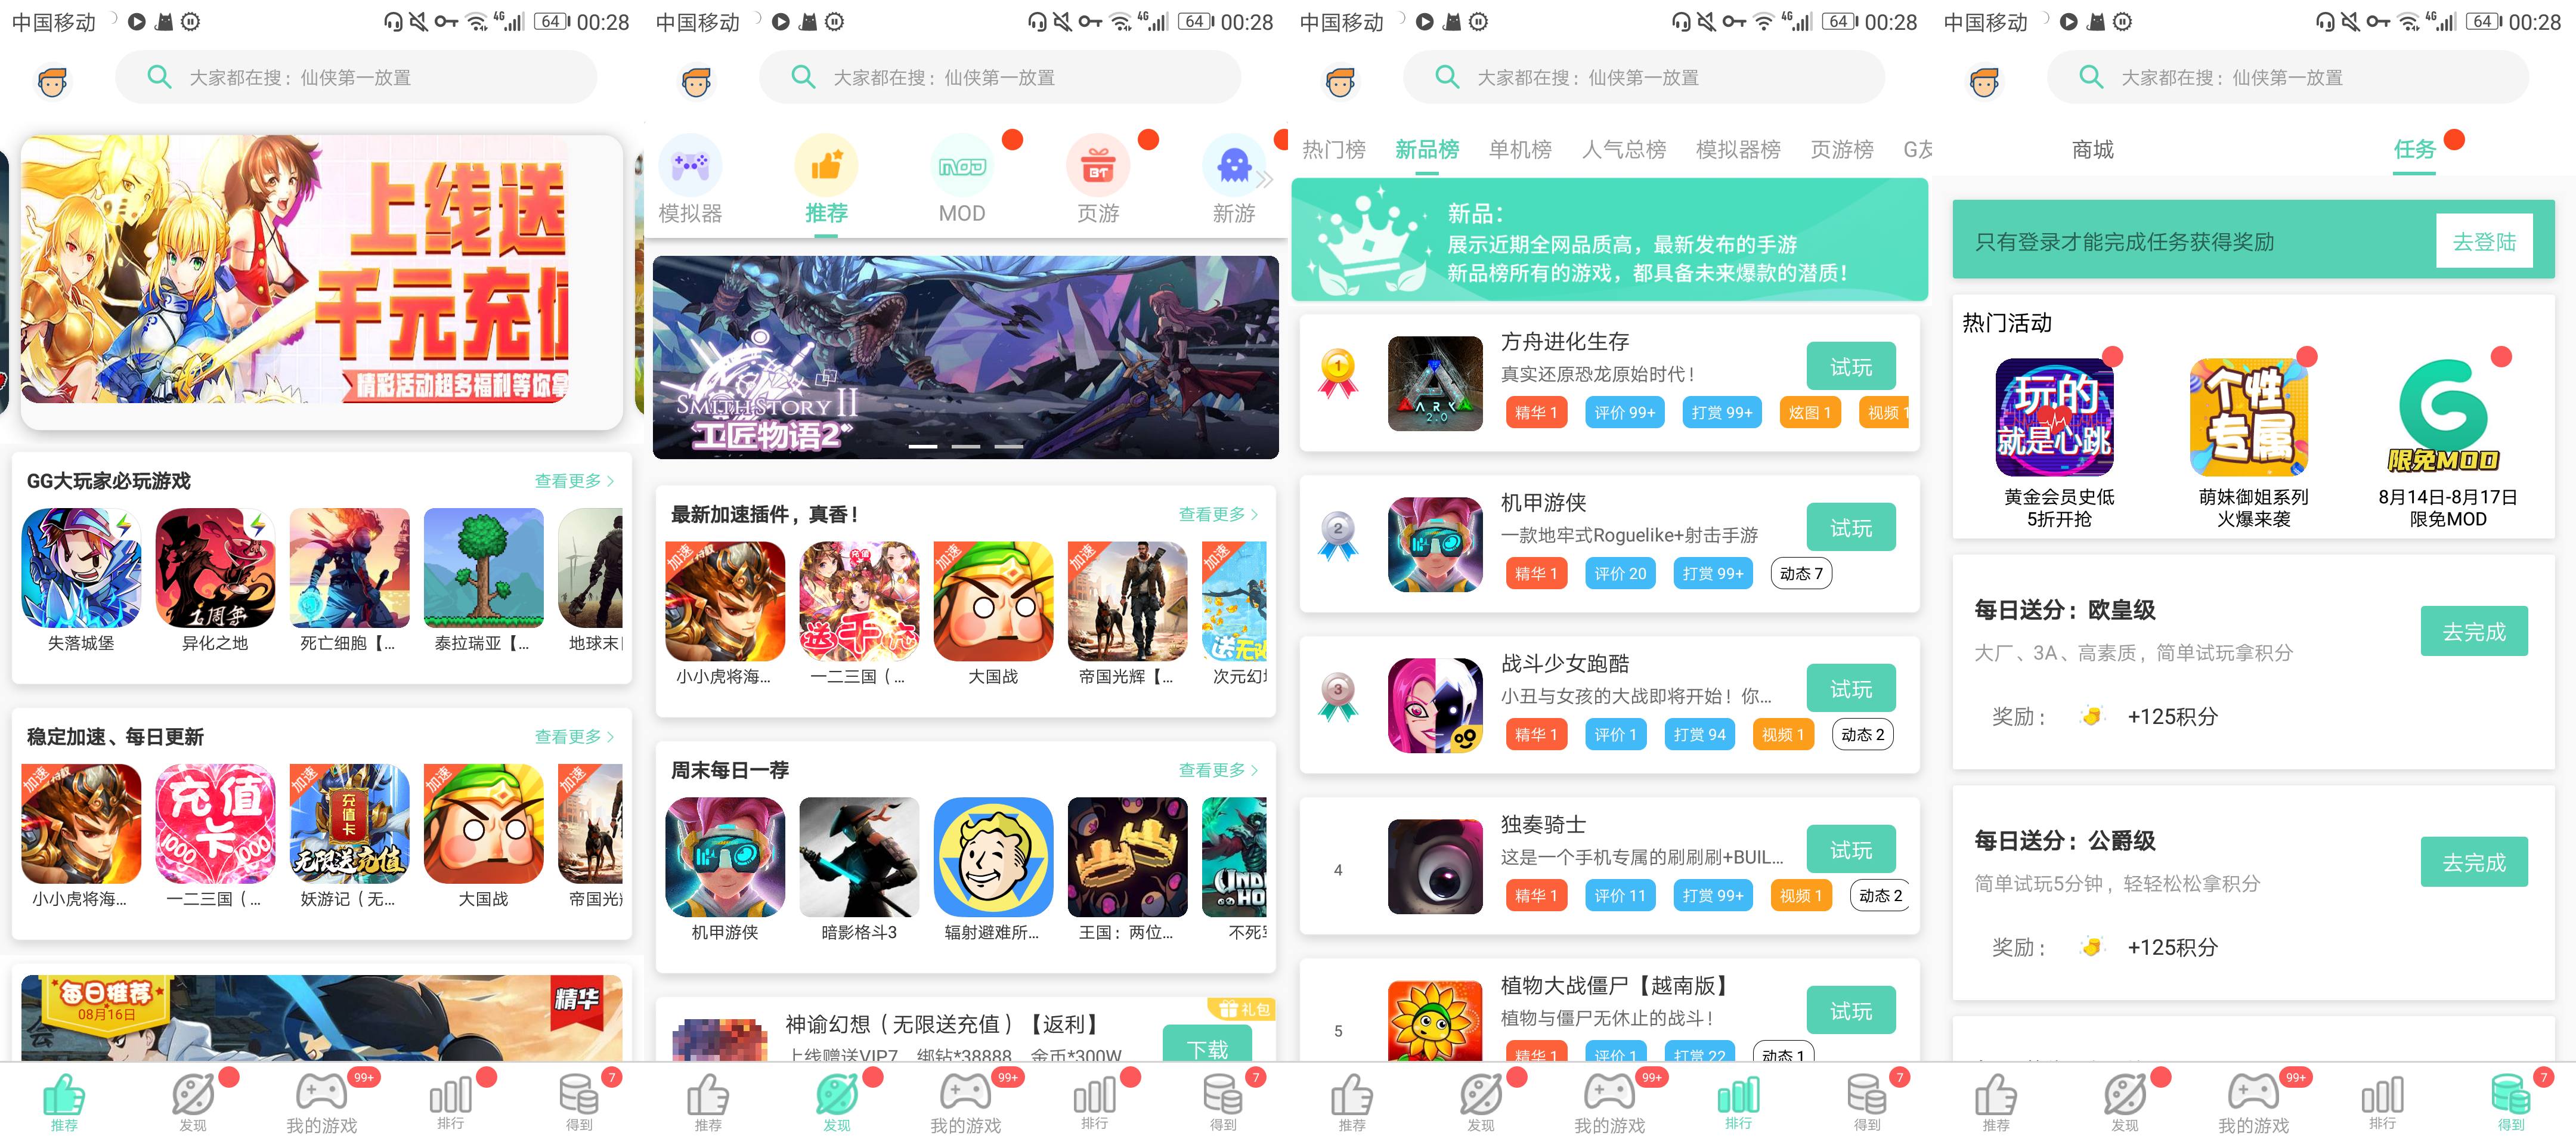 中国移动 4G 64 00:28
大家都在搜：仙侠第一放置
上线送
千元充值
精彩活动超多福利等你拿
GG大玩家必玩游戏 查看更多
五周年
失落城堡 异化之地 死亡细胞【... 泰拉瑞亚【... 地球末日
稳定加速、每日更新 查看更多
加速 特权 充值卡 1000 1000 加速 充值卡 无限送充值 加速 加速
小小虎将海... 一二三国（... 妖游记（无... 大国战 帝国光辉
每日推荐
08月16日
精华
推荐 发现 99+ 我的游戏 排行 7 得到
中国移动 4G 64 00:28
大家都在搜：仙侠第一放置
MOD BT
模拟器 推荐 MOD 页游 新游
SMITH STORY II
工匠物语2
最新加速插件，真香！ 查看更多
加速 特权 充值 送千充 加速 加速 加速 送无限
小小虎将海... 一二三国（... 大国战 帝国光辉【... 次元幻
周末每日一荐 查看更多
UNDE
HO
机甲游侠 暗影格斗3 辐射避难所... 王国：两位... 不死
礼包
神谕幻想（无限送充值）【返利】
上线赠送VIP7、绑钻*38888、金币*300W
下载
推荐 发现 99+ 我的游戏 排行 7 得到
中国移动 4G 64 00:28
大家都在搜：仙侠第一放置
热门榜 新品榜 单机榜 人气总榜 模拟器榜 页游榜 G友
新品：
展示近期全网品质高，最新发布的手游
新品榜所有的游戏，都具备未来爆款的潜质！
1
ARK
2.0
方舟进化生存
真实还原恐龙原始时代！
试玩
精华 1 评价 99+ 打赏 99+ 炫图 1 视频 1
2
机甲游侠
一款地牢式Roguelike+射击手游
试玩
精华 1 评价 20 打赏 99+ 动态 7
3
战斗少女跑酷
小丑与女孩的大战即将开始！你...
试玩
精华 1 评价 1 打赏 94 视频 1 动态 2
4
独奏骑士
这是一个手机专属的刷刷刷+BUIL...
试玩
精华 1 评价 11 打赏 99+ 视频 1 动态 2
5
植物大战僵尸【越南版】
植物与僵尸无休止的战斗！
试玩
精华 1 评价 1 打赏 22 动态 1
推荐 发现 99+ 我的游戏 排行 7 得到
中国移动 4G 64 00:28
大家都在搜：仙侠第一放置
商城 任务
只有登录才能完成任务获得奖励 去登陆
热门活动
玩的就是心跳 个性专属 限免MOD
黄金会员史低 萌妹御姐系列 8月14日-8月17日
5折开抢 火爆来袭 限免MOD
每日送分：欧皇级
大厂、3A、高素质，简单试玩拿积分
去完成
奖励： +125积分
每日送分：公爵级
简单试玩5分钟，轻轻松松拿积分
去完成
奖励： +125积分
推荐 发现 99+ 我的游戏 排行 7 得到